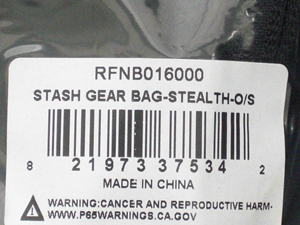 RFNB016000
STASH GEAR BAG-STEALTH-O/S
8 21973 37534 2
MADE IN CHINA
WARNING:CANCER AND REPRODUCTIVE HARM-
WWW.P65WARNINGS.CA.GOV